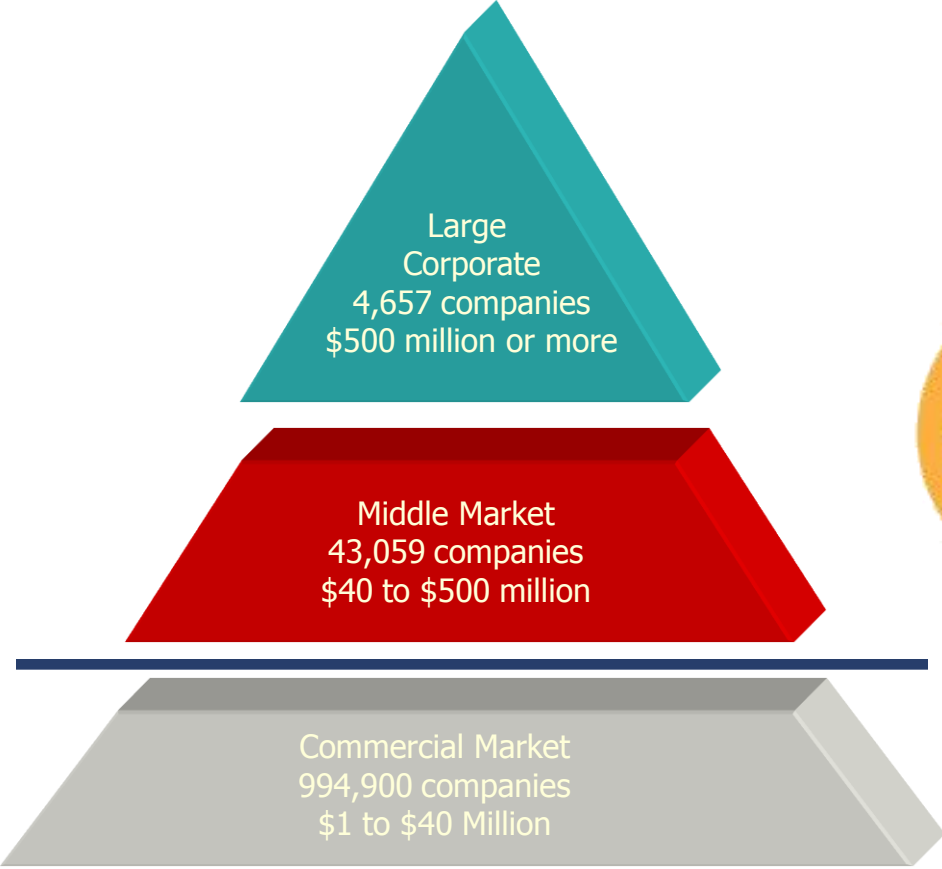 Large
Corporate
4,657 companies
$500 million or more
Middle Market
43,059 companies
$40 to $500 million
Commercial Market
994,900 companies
$1 to $40 Million